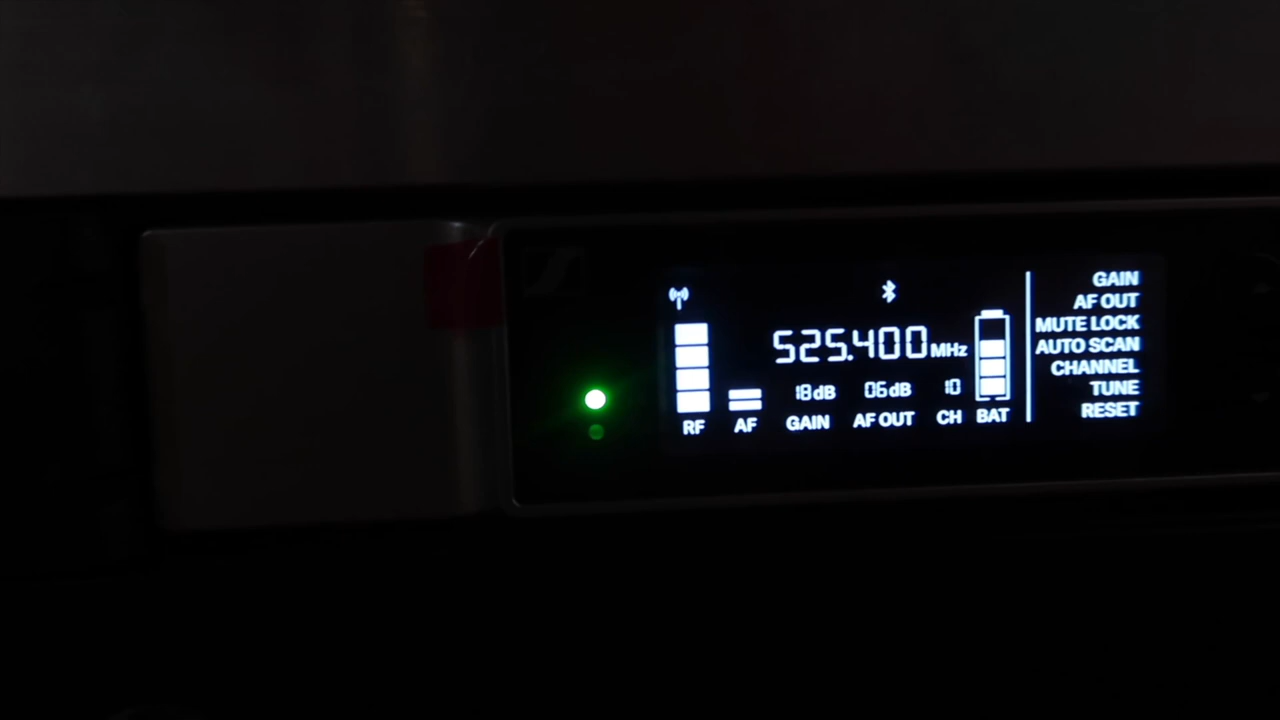 525.400 MHz
18dB 06dB 10
RF AF GAIN AF OUT CH BAT
GAIN
AF OUT
MUTE LOCK
AUTO SCAN
CHANNEL
TUNE
RESET